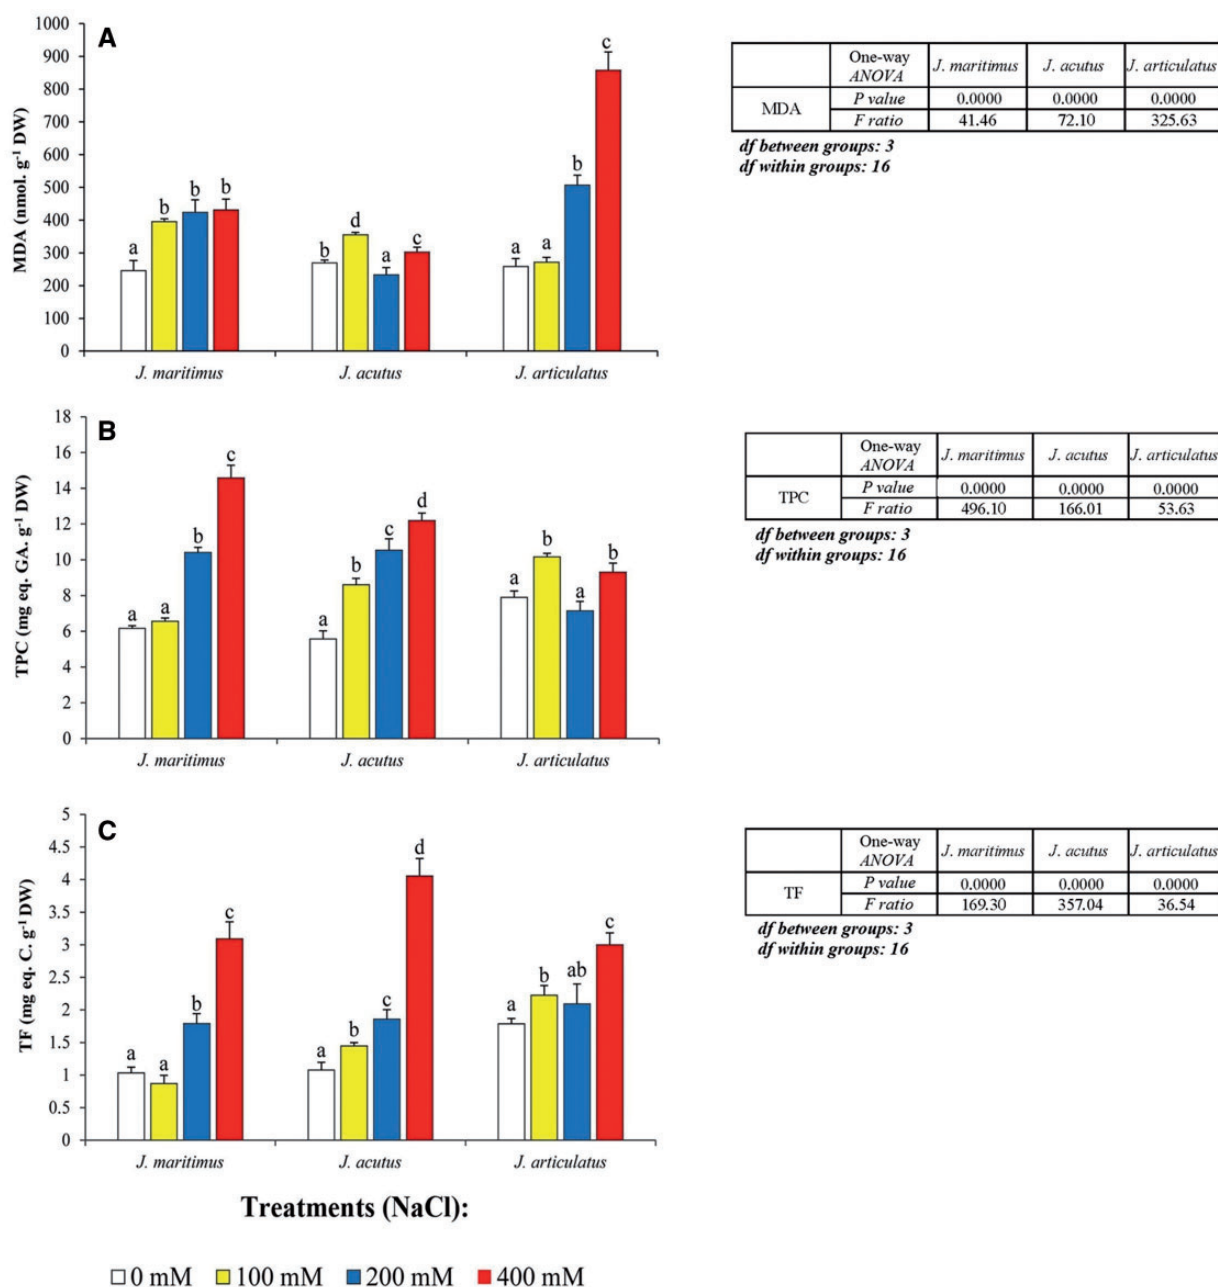 A
MDA (nmol. g-1 DW)
1000
900
800
700
600
500
400
300
200
100
0
a b b b
b d a c
a a b c
J. maritimus J. acutus J. articulatus
One-way ANOVA J. maritimus J. acutus J. articulatus
MDA P value 0.0000 0.0000 0.0000
F ratio 41.46 72.10 325.63
df between groups: 3
df within groups: 16
B
TPC (mg eq. GA. g-1 DW)
18
16
14
12
10
8
6
4
2
0
a a b c
a b c d
a b a b
J. maritimus J. acutus J. articulatus
One-way ANOVA J. maritimus J. acutus J. articulatus
TPC P value 0.0000 0.0000 0.0000
F ratio 496.10 166.01 53.63
df between groups: 3
df within groups: 16
C
TF (mg eq. C. g-1 DW)
5
4.5
4
3.5
3
2.5
2
1.5
1
0.5
0
a a b c
a b c d
a b ab c
J. maritimus J. acutus J. articulatus
One-way ANOVA J. maritimus J. acutus J. articulatus
TF P value 0.0000 0.0000 0.0000
F ratio 169.30 357.04 36.54
df between groups: 3
df within groups: 16
Treatments (NaCl):
0 mM 100 mM 200 mM 400 mM